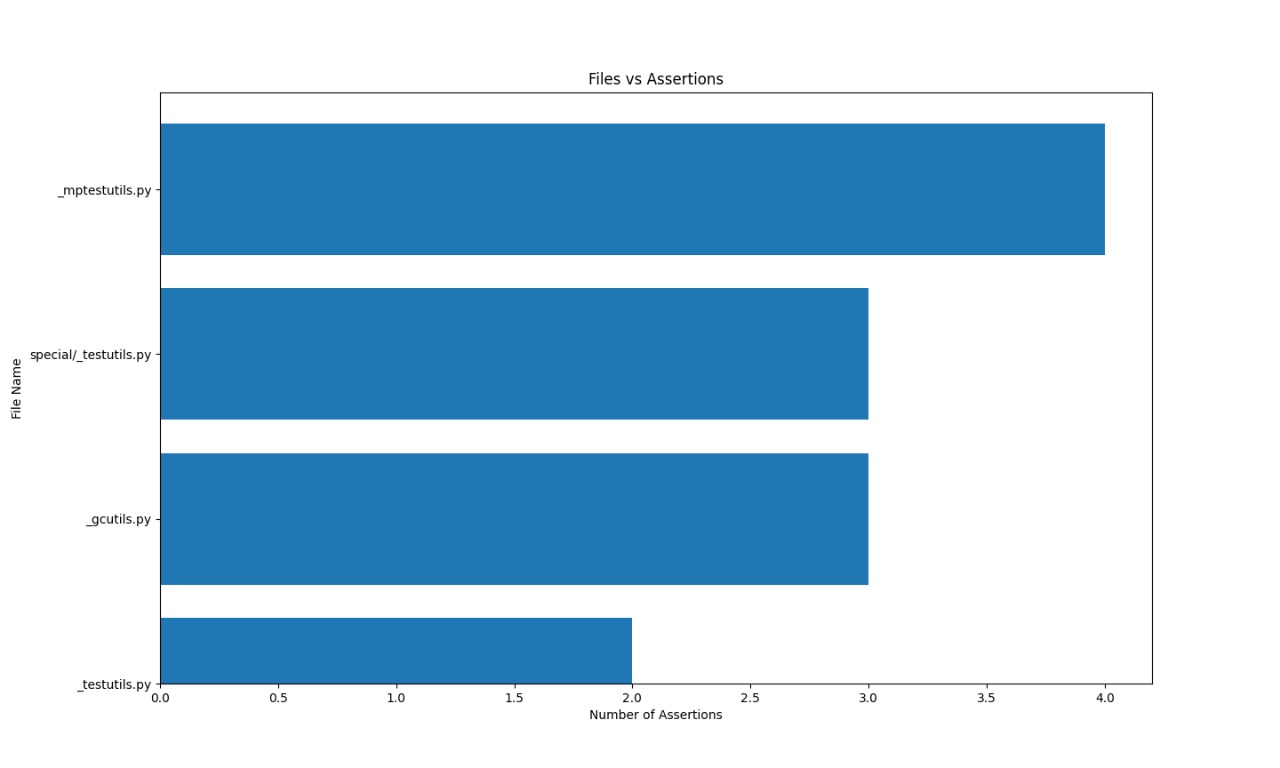 Files vs Assertions
_mptestutils.py
special/_testutils.py
_gcutils.py
_testutils.py
File Name
0.0 0.5 1.0 1.5 2.0 2.5 3.0 3.5 4.0
Number of Assertions